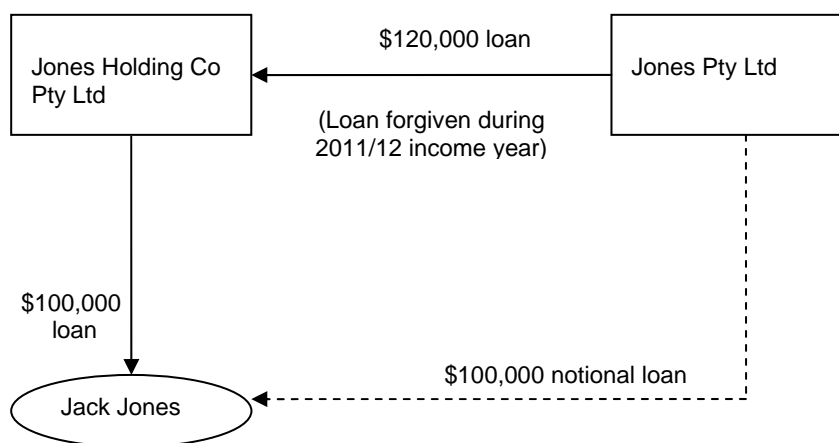 $120,000 loan
Jones Holding Co
Pty Ltd
Jones Pty Ltd
(Loan forgiven during
2011/12 income year)
$100,000
loan
$100,000 notional loan
Jack Jones